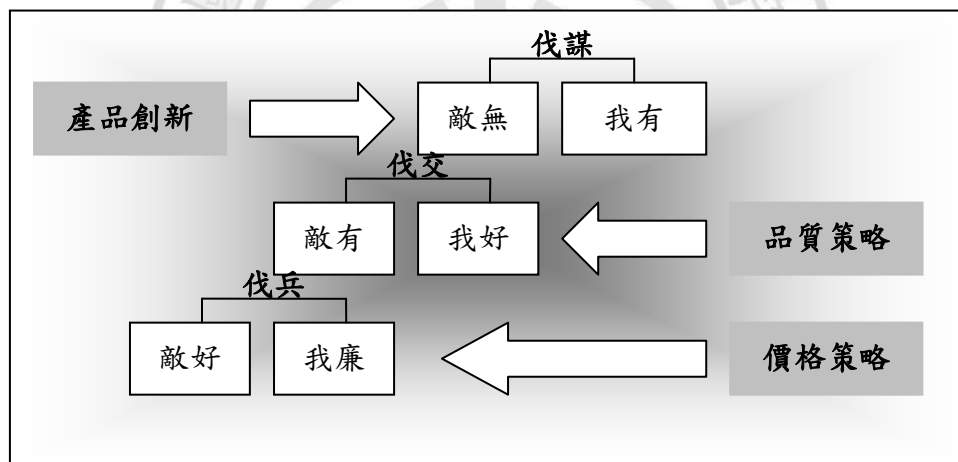 伐謀
產品創新 敵無 我有
伐交
敵有 我好 品質策略
伐兵
敵好 我廉 價格策略